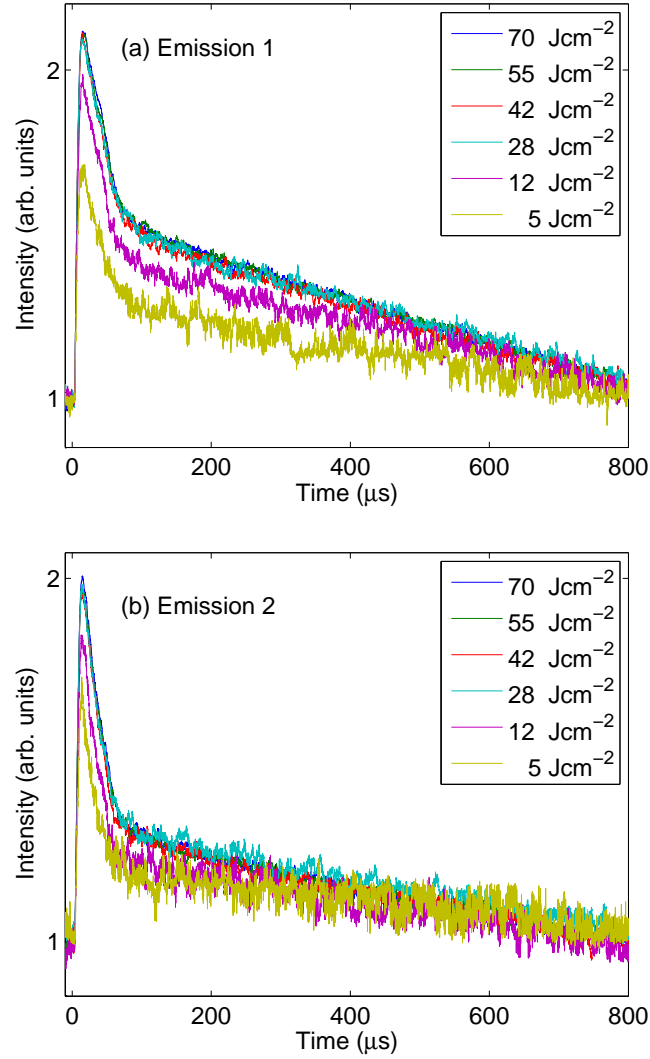 (a) Emission 1
70 Jcm⁻²
55 Jcm⁻²
42 Jcm⁻²
28 Jcm⁻²
12 Jcm⁻²
5 Jcm⁻²
2
1
Intensity (arb. units)
0 200 400 600 800
Time (μs)
(b) Emission 2
70 Jcm⁻²
55 Jcm⁻²
42 Jcm⁻²
28 Jcm⁻²
12 Jcm⁻²
5 Jcm⁻²
2
1
Intensity (arb. units)
0 200 400 600 800
Time (μs)